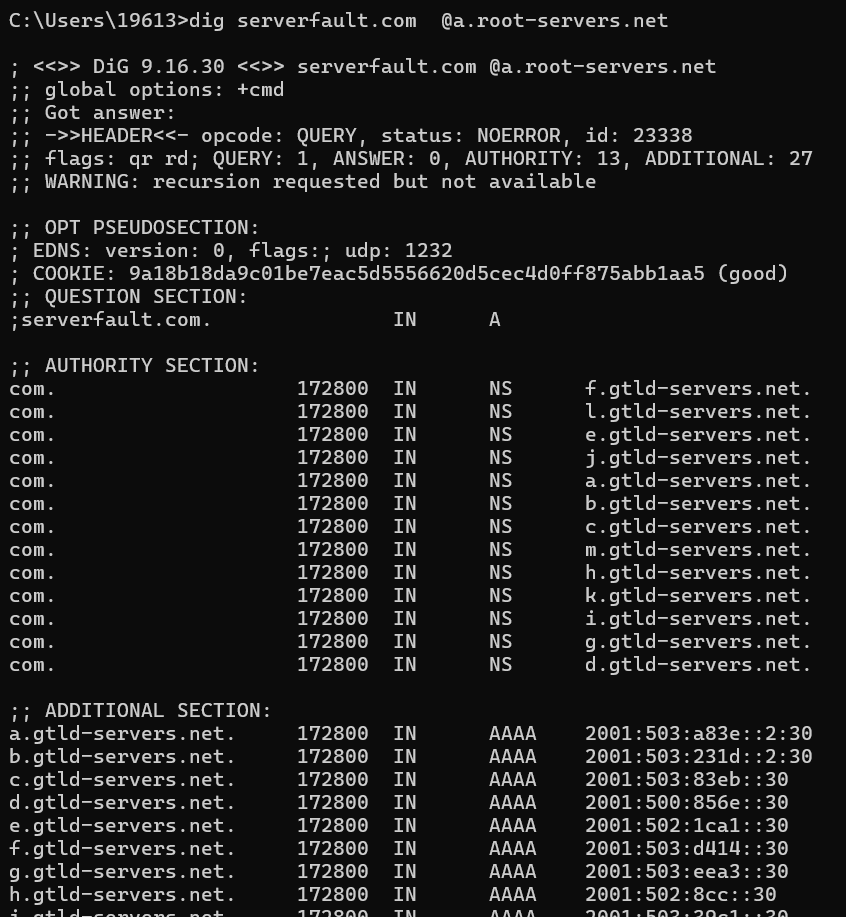 C:\Users\19613>dig serverfault.com  @a.root-servers.net
; <<>> DiG 9.16.30 <<>> serverfault.com @a.root-servers.net
;; global options: +cmd
;; Got answer:
;; ->>HEADER<<- opcode: QUERY, status: NOERROR, id: 23338
;; flags: qr rd; QUERY: 1, ANSWER: 0, AUTHORITY: 13, ADDITIONAL: 27
;; WARNING: recursion requested but not available
;; OPT PSEUDOSECTION:
; EDNS: version: 0, flags:; udp: 1232
; COOKIE: 9a18b18da9c01be7eac5d5556620d5cec4d0ff875abb1aa5 (good)
;; QUESTION SECTION:
;serverfault.com. IN A
;; AUTHORITY SECTION:
com. 172800 IN NS f.gtld-servers.net.
com. 172800 IN NS l.gtld-servers.net.
com. 172800 IN NS e.gtld-servers.net.
com. 172800 IN NS j.gtld-servers.net.
com. 172800 IN NS a.gtld-servers.net.
com. 172800 IN NS b.gtld-servers.net.
com. 172800 IN NS c.gtld-servers.net.
com. 172800 IN NS m.gtld-servers.net.
com. 172800 IN NS h.gtld-servers.net.
com. 172800 IN NS k.gtld-servers.net.
com. 172800 IN NS i.gtld-servers.net.
com. 172800 IN NS g.gtld-servers.net.
com. 172800 IN NS d.gtld-servers.net.
;; ADDITIONAL SECTION:
a.gtld-servers.net. 172800 IN AAAA 2001:503:a83e::2:30
b.gtld-servers.net. 172800 IN AAAA 2001:503:231d::2:30
c.gtld-servers.net. 172800 IN AAAA 2001:503:83eb::30
d.gtld-servers.net. 172800 IN AAAA 2001:500:856e::30
e.gtld-servers.net. 172800 IN AAAA 2001:502:1ca1::30
f.gtld-servers.net. 172800 IN AAAA 2001:503:d414::30
g.gtld-servers.net. 172800 IN AAAA 2001:503:eea3::30
h.gtld-servers.net. 172800 IN AAAA 2001:502:8cc::30
i.gtld-servers.net. 172800 IN AAAA